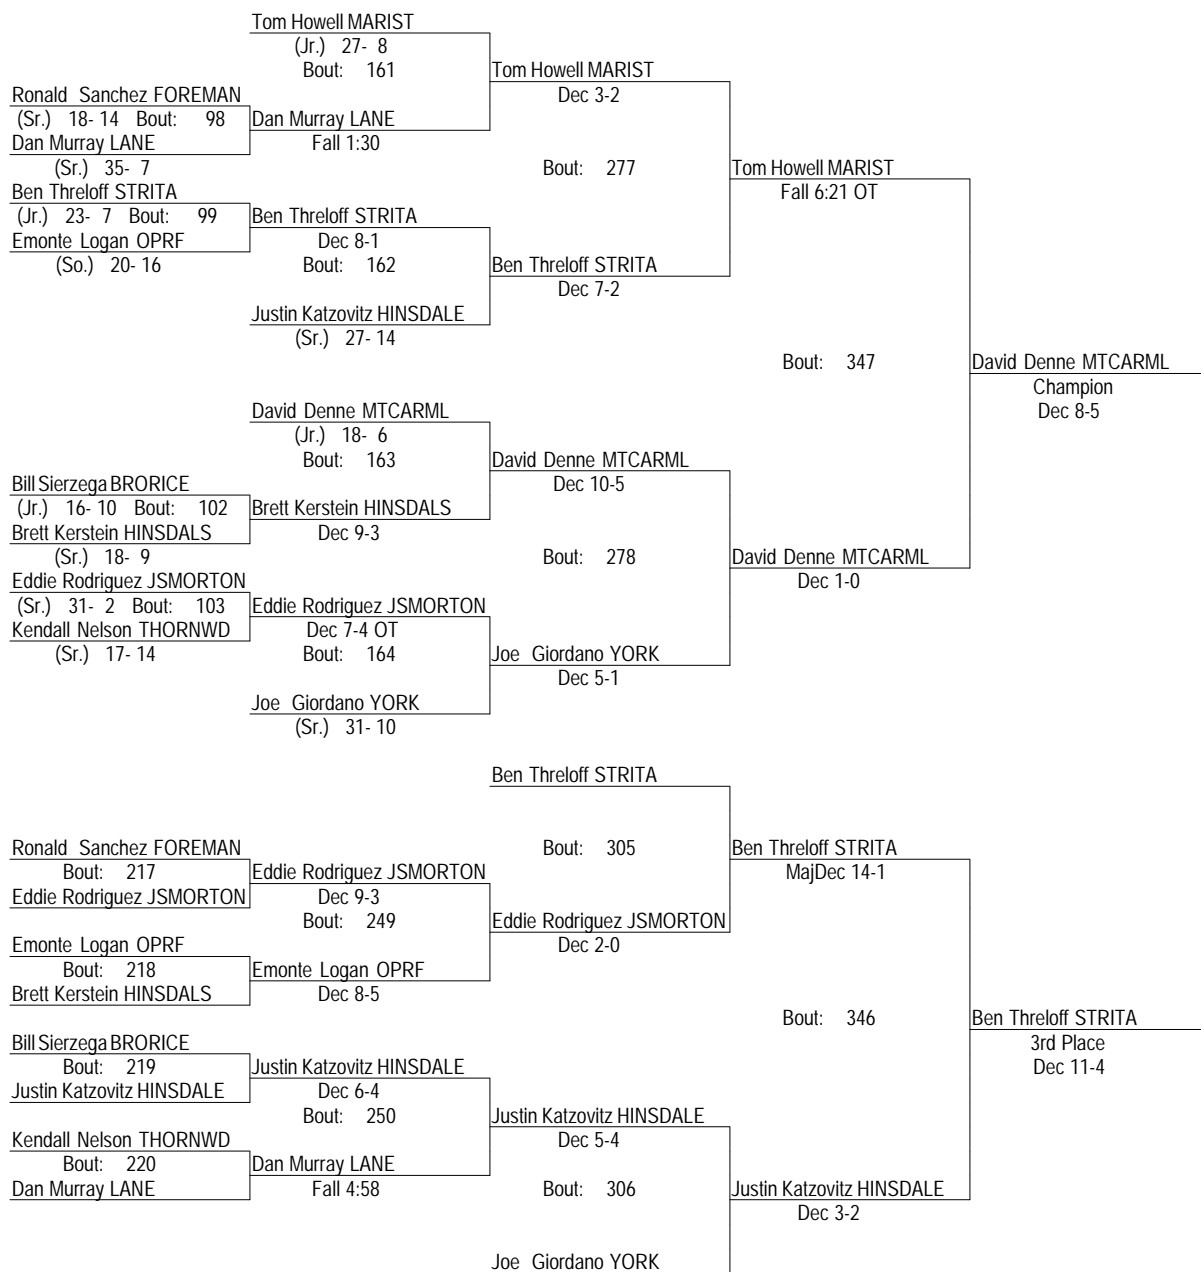 Tom Howell MARIST
(Jr.) 27- 8
Bout: 161
Tom Howell MARIST
Dec 3-2
Ronald Sanchez FOREMAN
(Sr.) 18- 14 Bout: 98
Dan Murray LANE
Fall 1:30
Dan Murray LANE
(Sr.) 35- 7
Bout: 277
Tom Howell MARIST
Fall 6:21 OT
Ben Threloff STRITA
(Jr.) 23- 7 Bout: 99
Ben Threloff STRITA
Dec 8-1
Emonte Logan OPRF
(So.) 20- 16
Bout: 162
Ben Threloff STRITA
Dec 7-2
Justin Katzovitz HINSDALE
(Sr.) 27- 14
Bout: 347
David Denne MTCARML
Champion
Dec 8-5
David Denne MTCARML
(Jr.) 18- 6
Bout: 163
David Denne MTCARML
Dec 10-5
Bill Sierzega BRORICE
(Jr.) 16- 10 Bout: 102
Brett Kerstein HINSDALS
Dec 9-3
Brett Kerstein HINSDALS
(Sr.) 18- 9
Bout: 278
David Denne MTCARML
Dec 1-0
Eddie Rodriguez JSMORTON
(Sr.) 31- 2 Bout: 103
Eddie Rodriguez JSMORTON
Dec 7-4 OT
Kendall Nelson THORNWD
(Sr.) 17- 14
Bout: 164
Joe Giordano YORK
Dec 5-1
Joe Giordano YORK
(Sr.) 31- 10
Ben Threloff STRITA
Bout: 305
Ben Threloff STRITA
MajDec 14-1
Ronald Sanchez FOREMAN
Bout: 217
Eddie Rodriguez JSMORTON
Dec 9-3
Eddie Rodriguez JSMORTON
Bout: 249
Eddie Rodriguez JSMORTON
Dec 2-0
Emonte Logan OPRF
Bout: 218
Emonte Logan OPRF
Dec 8-5
Brett Kerstein HINSDALS
Bout: 346
Ben Threloff STRITA
3rd Place
Dec 11-4
Bill Sierzega BRORICE
Bout: 219
Justin Katzovitz HINSDALE
Dec 6-4
Justin Katzovitz HINSDALE
Bout: 250
Justin Katzovitz HINSDALE
Dec 5-4
Kendall Nelson THORNWD
Bout: 220
Dan Murray LANE
Fall 4:58
Dan Murray LANE
Bout: 306
Justin Katzovitz HINSDALE
Dec 3-2
Joe Giordano YORK